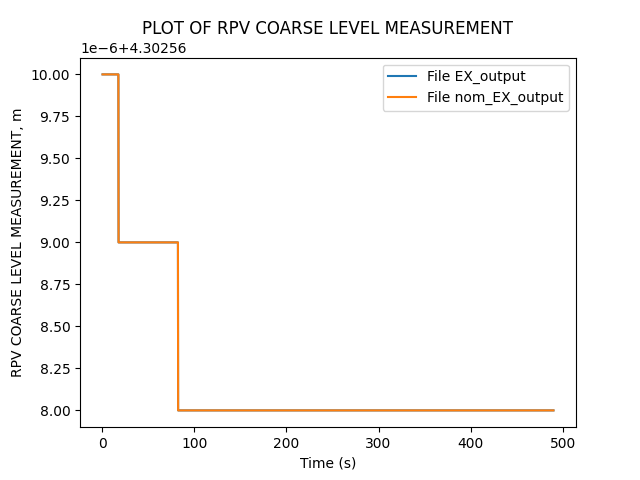 PLOT OF RPV COARSE LEVEL MEASUREMENT
1e−6+4.30256
File EX_output
File nom_EX_output
RPV COARSE LEVEL MEASUREMENT, m
10.00
9.75
9.50
9.25
9.00
8.75
8.50
8.25
8.00
0 100 200 300 400 500
Time (s)